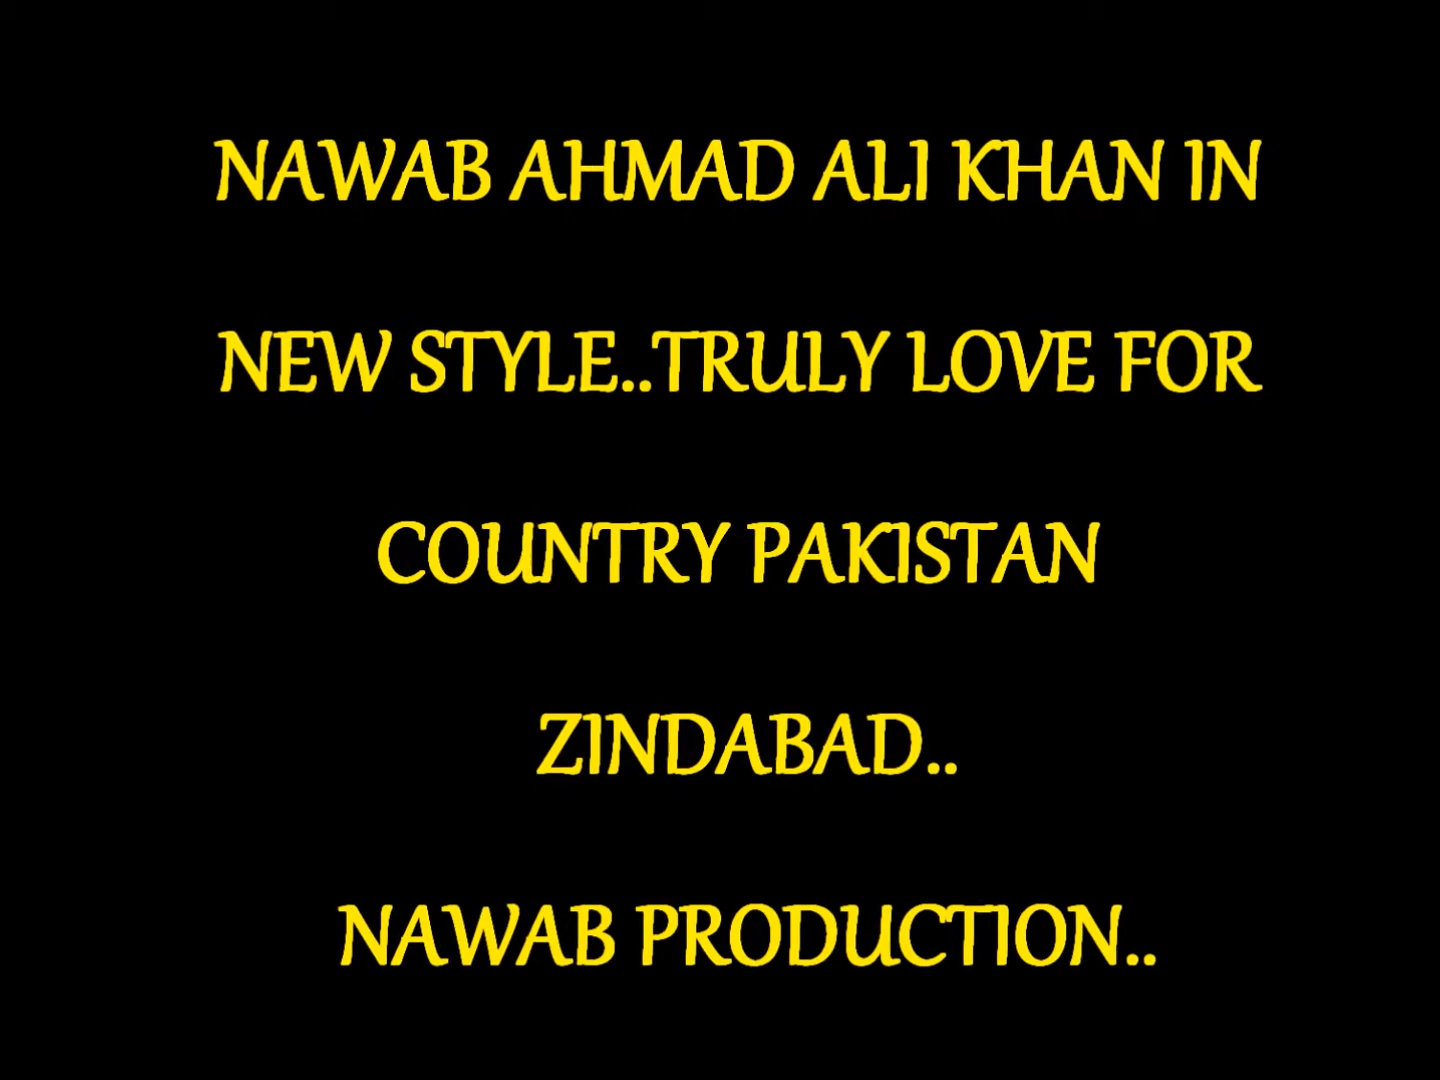 NAWAB AHMAD ALI KHAN IN
NEW STYLE..TRULY LOVE FOR
COUNTRY PAKISTAN
ZINDABAD..
NAWAB PRODUCTION..